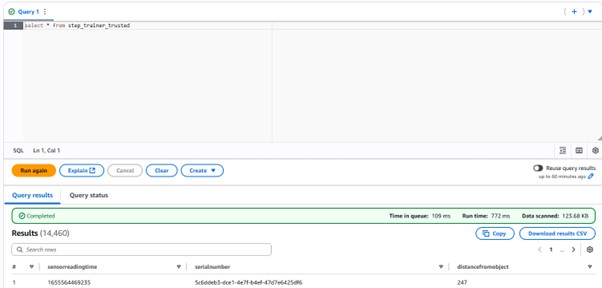 Query 1
1 select * from step_trainer_trusted
SQL Ln 1, Col 1
Run again Explain Cancel Clear Create Reuse query results
up to 60 minutes ago
Query results Query status
Completed Time in queue: 109 ms Run time: 772 ms Data scanned: 123.68 KB
Results (14,460) Copy Download results CSV
Search rows 1 ...
# sensorreadingtime serialnumber distancefromobject
1 1655564469235 5c6ddeb3-dce1-4e7f-b4ef-47d7e6425df6 247